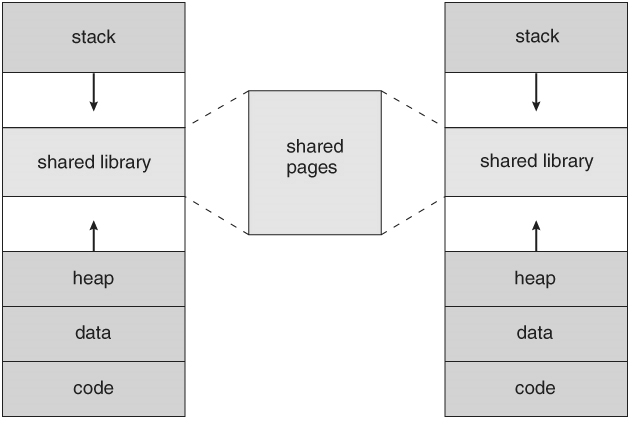 stack
shared library
heap
data
code
shared
pages
stack
shared library
heap
data
code